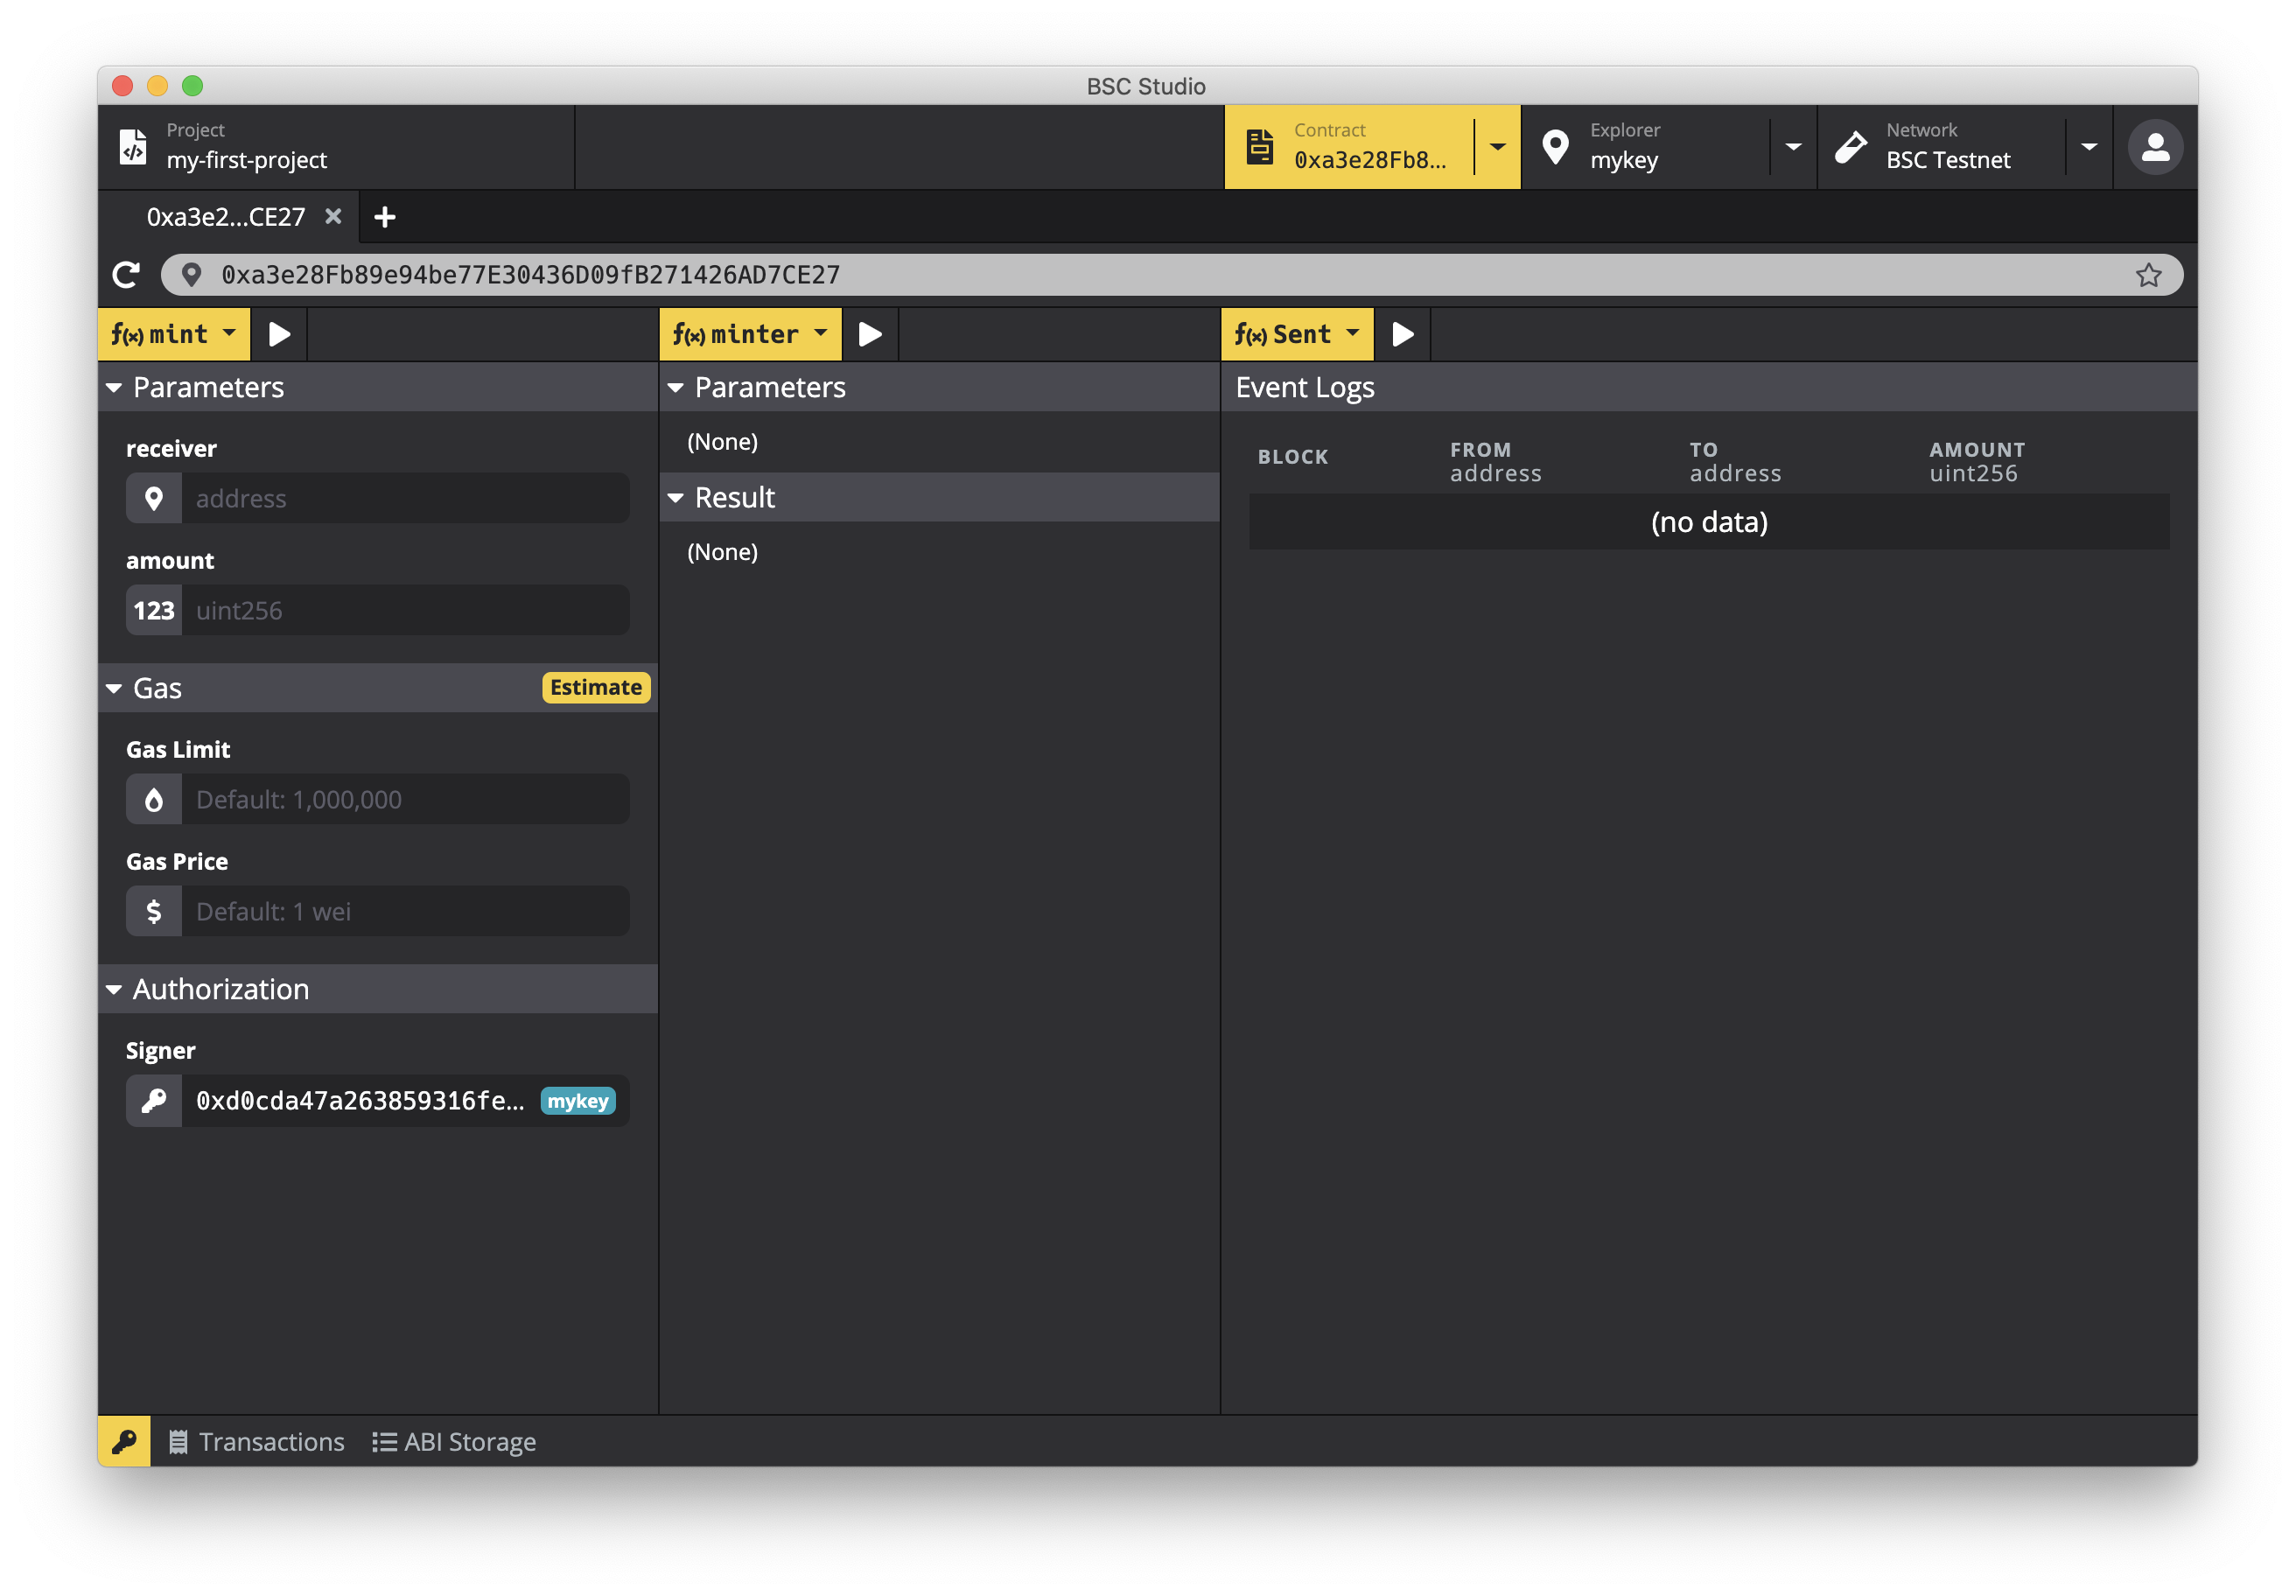 BSC Studio
Project
my-first-project
Contract
0xa3e28Fb8...
Explorer
mykey
Network
BSC Testnet
0xa3e2...CE27
0xa3e28Fb89e94be77E30436D09fB271426AD7CE27
f(x) mint
f(x) minter
f(x) Sent
Parameters
receiver
address
amount
123 uint256
Gas
Estimate
Gas Limit
Default: 1,000,000
Gas Price
$ Default: 1 wei
Authorization
Signer
0xd0cda47a263859316fe... mykey
Parameters
(None)
Result
(None)
Event Logs
BLOCK FROM TO AMOUNT
address address uint256
(no data)
Transactions ABI Storage